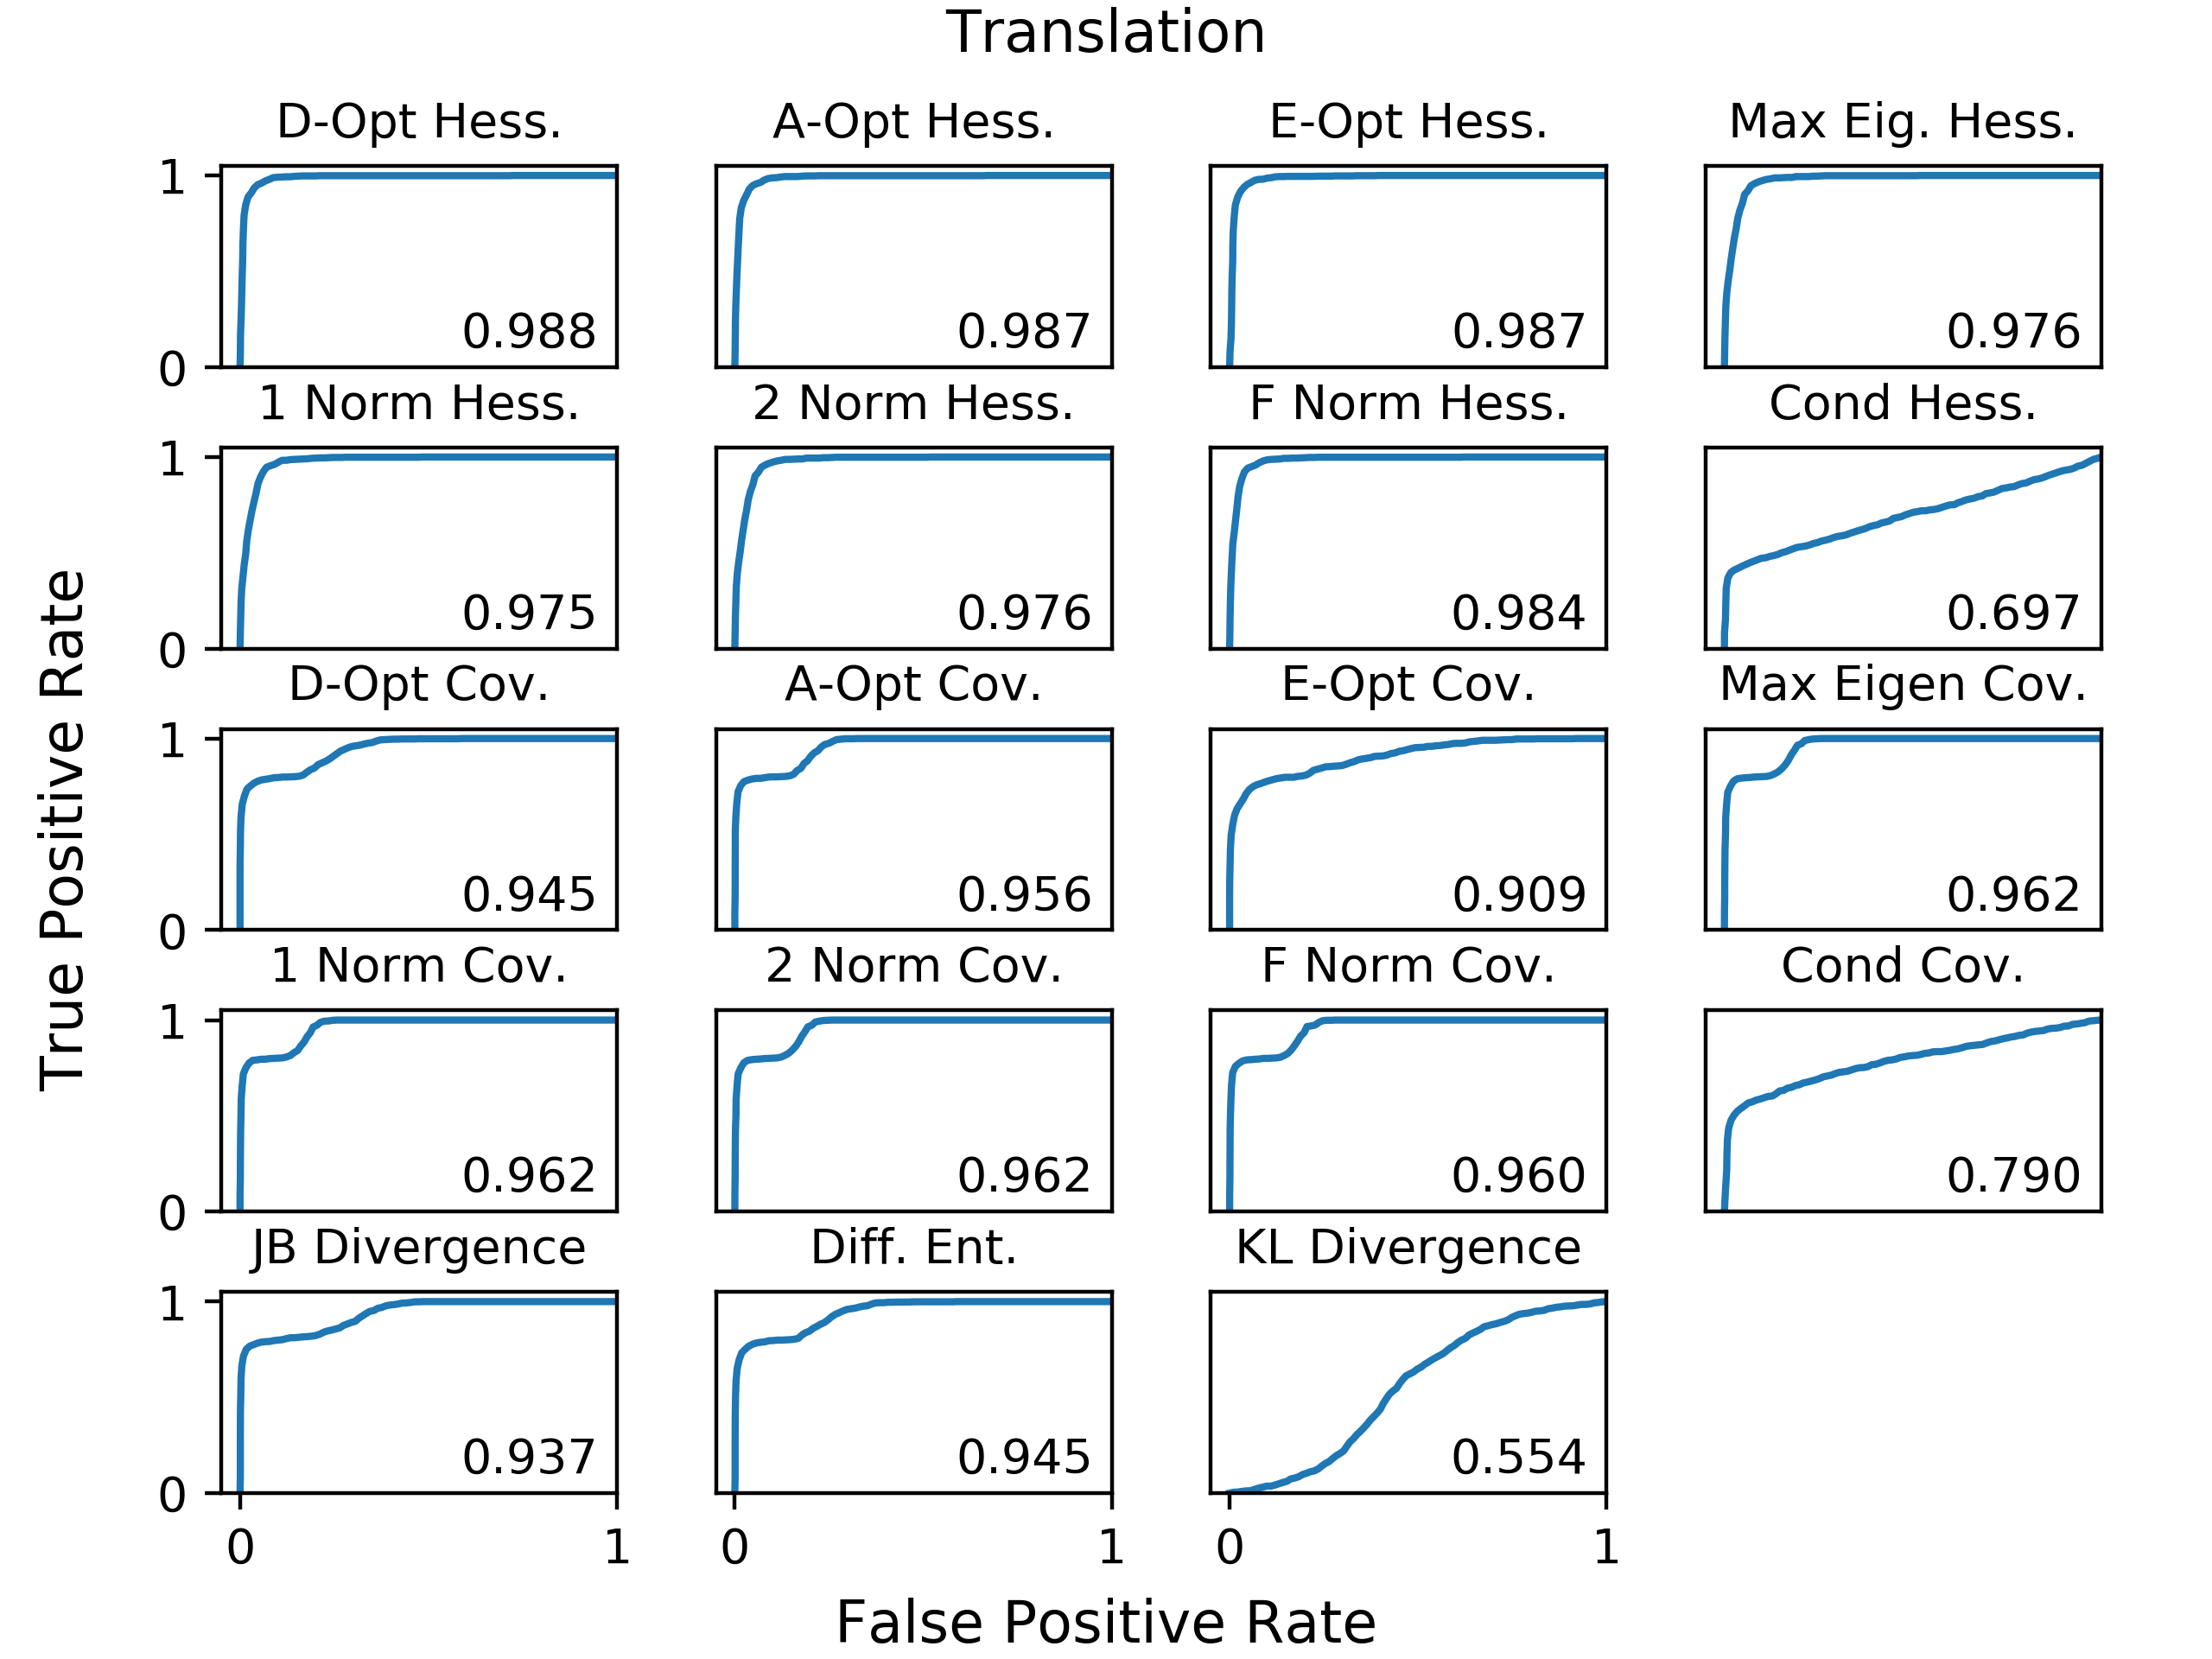 Translation
D-Opt Hess.
A-Opt Hess.
E-Opt Hess.
Max Eig. Hess.
1
0
0.988
0.987
0.987
0.976
1 Norm Hess.
2 Norm Hess.
F Norm Hess.
Cond Hess.
1
0
0.975
0.976
0.984
0.697
D-Opt Cov.
A-Opt Cov.
E-Opt Cov.
Max Eigen Cov.
1
0
0.945
0.956
0.909
0.962
1 Norm Cov.
2 Norm Cov.
F Norm Cov.
Cond Cov.
1
0
0.962
0.962
0.960
0.790
JB Divergence
Diff. Ent.
KL Divergence
1
0
0.937
0.945
0.554
0
1
0
1
0
1
True Positive Rate
False Positive Rate